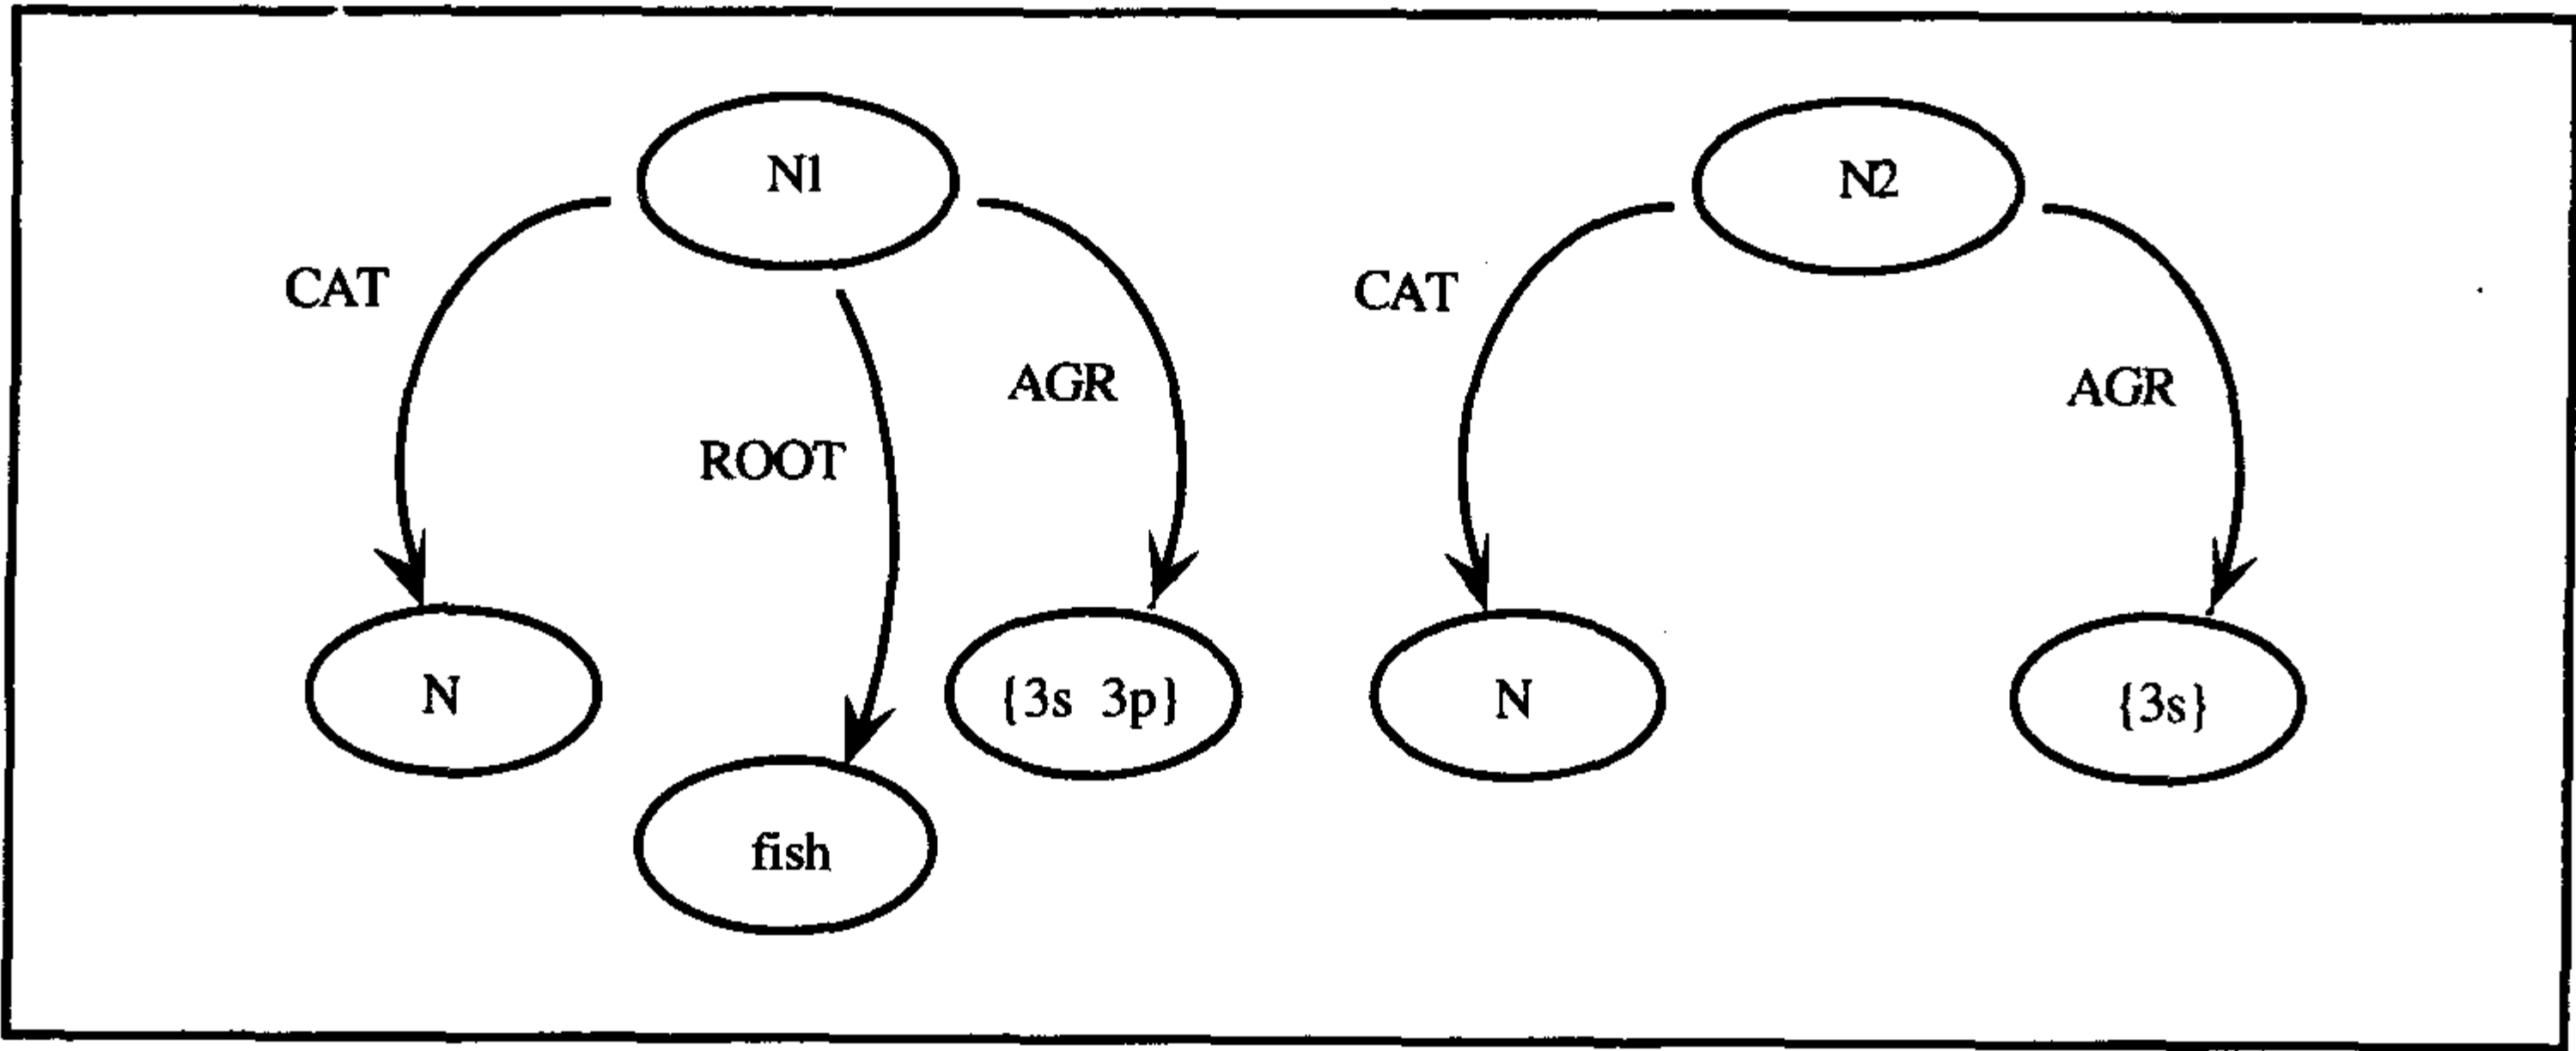 N1
N2
CAT
CAT
AGR
AGR
ROOT
N
{3s 3p}
N
{3s}
fish